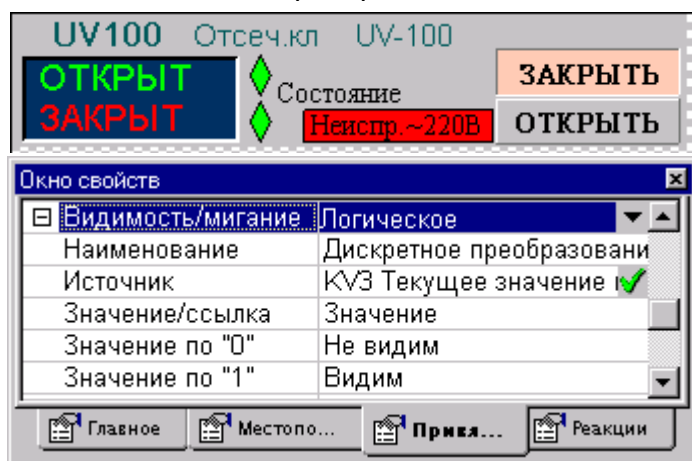 UV100 Отсеч.кл UV-100
ОТКРЫТ
ЗАКРЫТ
Состояние
Неиспр.~220В
ЗАКРЫТЬ
ОТКРЫТЬ
Окно свойств
Видимость/мигание Логическое
Наименование Дискретное преобразовани
Источник KV3 Текущее значение
Значение/ссылка Значение
Значение по "0" Не видим
Значение по "1" Видим
Главное Местопо... Привя... Реакции